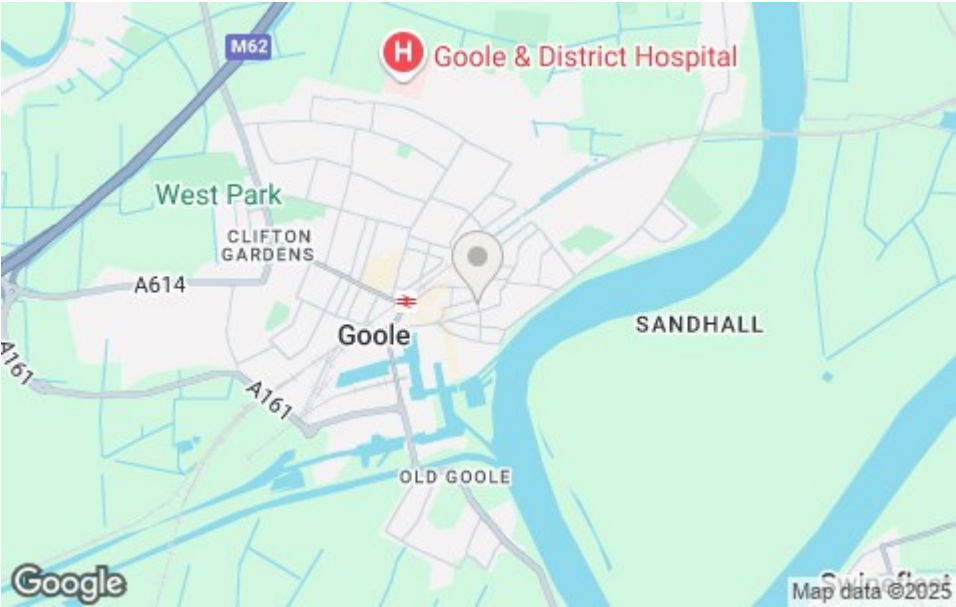 M62
H
Goole & District Hospital
West Park
CLIFTON
GARDENS
A614
Goole
SANDHALL
A161
A161
OLD GOOLE
Swinefleet
Google
Map data ©2025